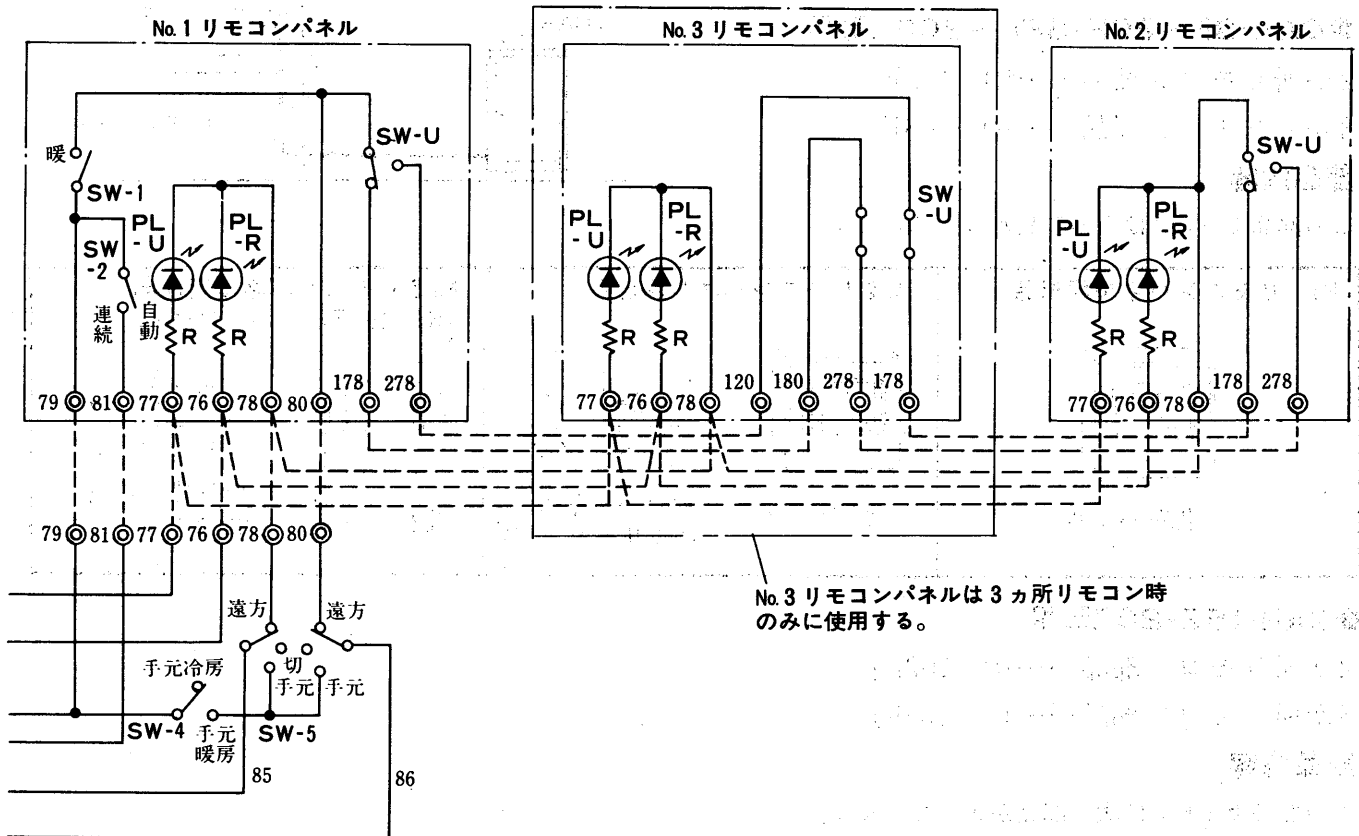 No.1 リモコンパネル
No.3 リモコンパネル
No.2 リモコンパネル
暖
SW-1
SW
-2
連続
自動
PL
-U
PL
-R
R
R
SW-U
79
81
77
76
78
80
178
278
PL
-U
PL
-R
R
R
SW
-U
77
76
78
120
180
278
178
PL
-U
PL
-R
R
R
SW-U
77
76
78
178
278
79
81
77
76
78
80
遠方
遠方
切
手元
手元
手元冷房
SW-4
手元
暖房
SW-5
85
86
No.3 リモコンパネルは 3 ヵ所リモコン時
のみに使用する。